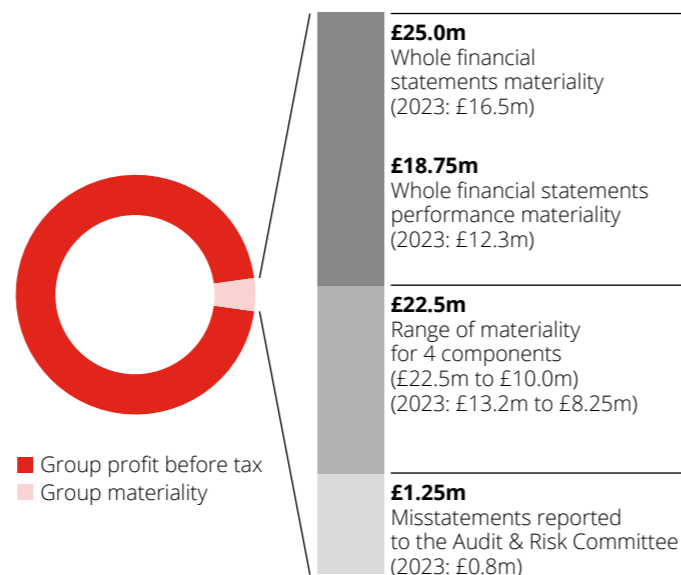 £25.0m
Whole financial
statements materiality
(2023: £16.5m)
£18.75m
Whole financial statements
performance materiality
(2023: £12.3m)
£22.5m
Range of materiality
for 4 components
(£22.5m to £10.0m)
(2023: £13.2m to £8.25m)
£1.25m
Misstatements reported
to the Audit & Risk Committee
(2023: £0.8m)
Group profit before tax
Group materiality